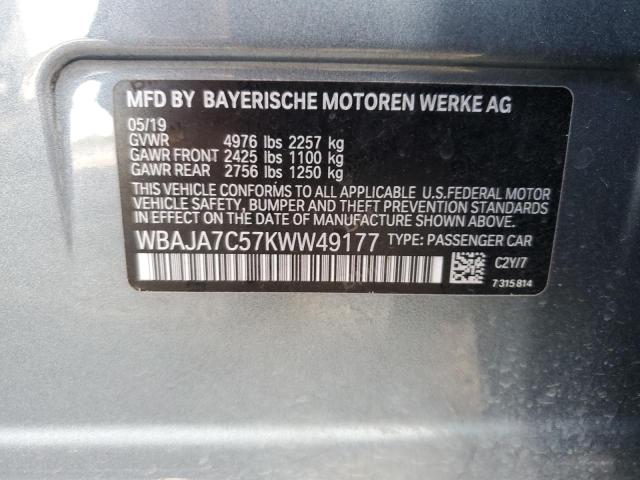 MFD BY BAYERISCHE MOTOREN WERKE AG
05/19
GVWR 4976 lbs 2257 kg
GAWR FRONT 2425 lbs 1100 kg
GAWR REAR 2756 lbs 1250 kg
THIS VEHICLE CONFORMS TO ALL APPLICABLE U.S.FEDERAL MOTOR
VEHICLE SAFETY, BUMPER AND THEFT PREVENTION STANDARDS
IN EFFECT ON THE DATE OF MANUFACTURE SHOWN ABOVE.
WBAJA7C57KWW49177 TYPE: PASSENGER CAR
C2Y/7
7315814